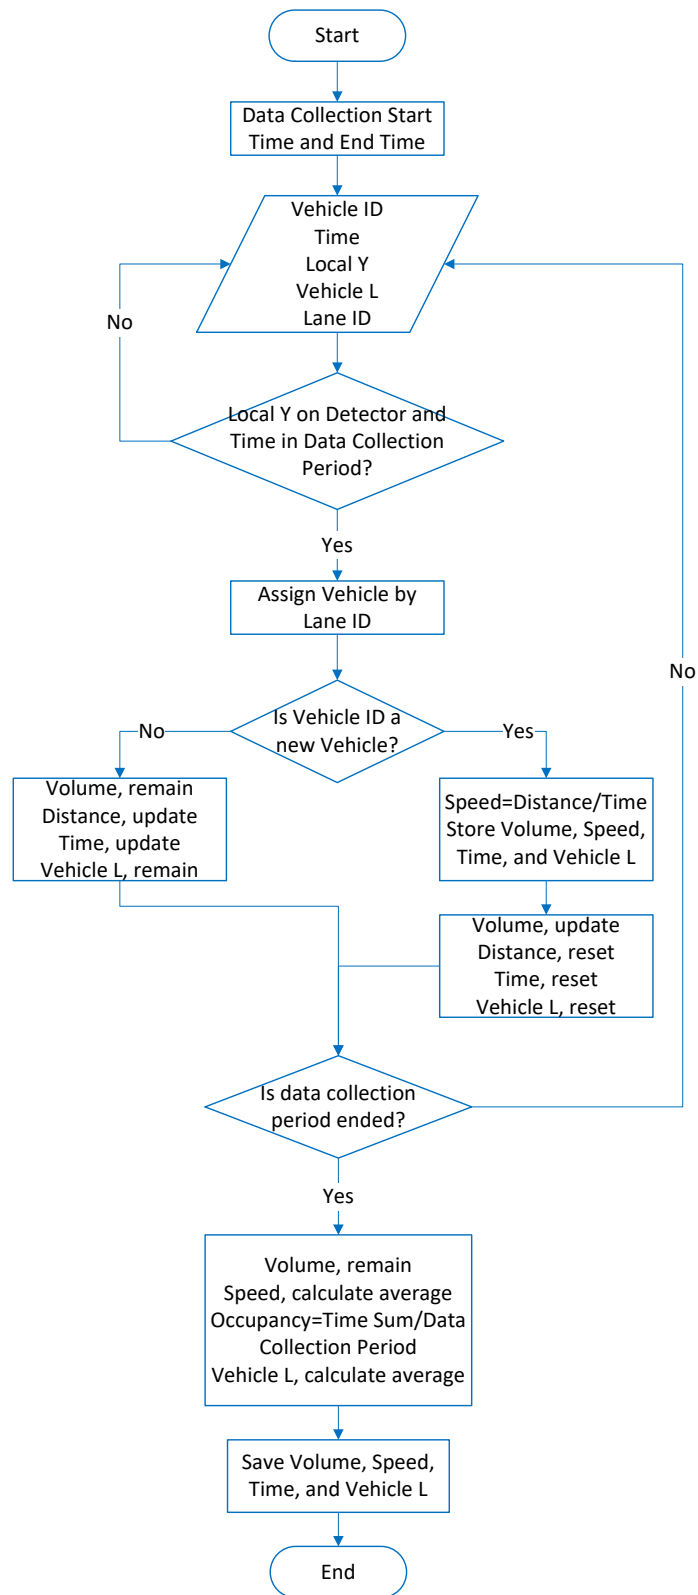 Start
Data Collection Start
Time and End Time
Vehicle ID
Time
Local Y
Vehicle L
Lane ID
No
Local Y on Detector and
Time in Data Collection
Period?
Yes
Assign Vehicle by
Lane ID
No
Is Vehicle ID a
new Vehicle?
No
Yes
Volume, remain
Distance, update
Time, update
Vehicle L, remain
Speed=Distance/Time
Store Volume, Speed,
Time, and Vehicle L
Volume, update
Distance, reset
Time, reset
Vehicle L, reset
Is data collection
period ended?
Yes
Volume, remain
Speed, calculate average
Occupancy=Time Sum/Data
Collection Period
Vehicle L, calculate average
Save Volume, Speed,
Time, and Vehicle L
End